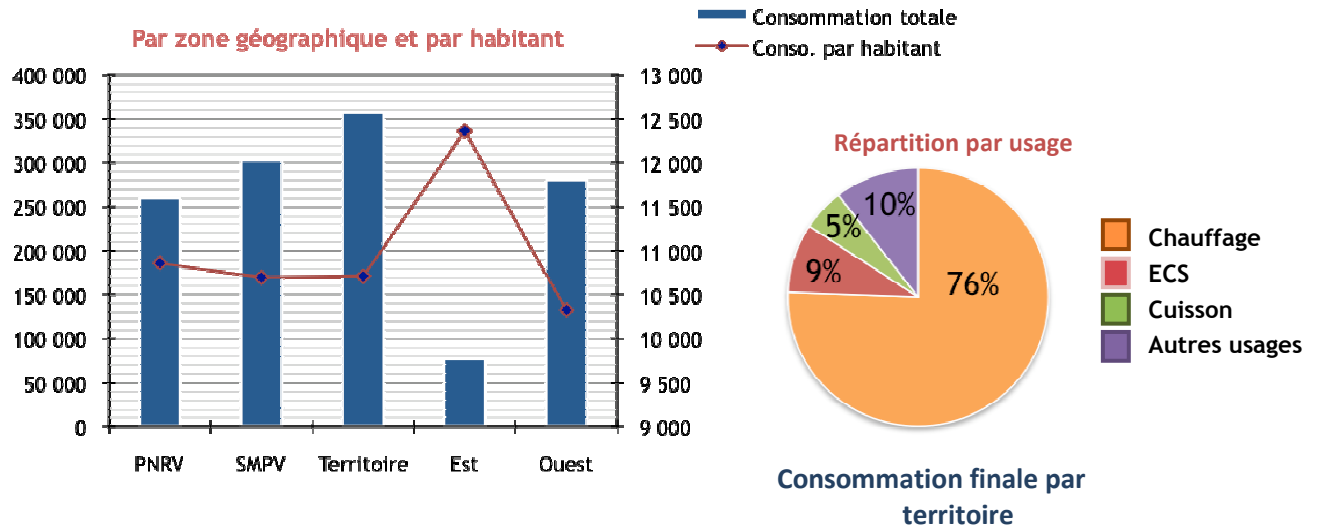 Consommation totale
Conso. par habitant
Par zone géographique et par habitant
400 000
350 000
300 000
250 000
200 000
150 000
100 000
50 000
0
13 000
12 500
12 000
11 500
11 000
10 500
10 000
9 500
9 000
PNRV SMPV Territoire Est Ouest
Répartition par usage
10%
5%
9%
76%
Chauffage
ECS
Cuisson
Autres usages
Consommation finale par
territoire